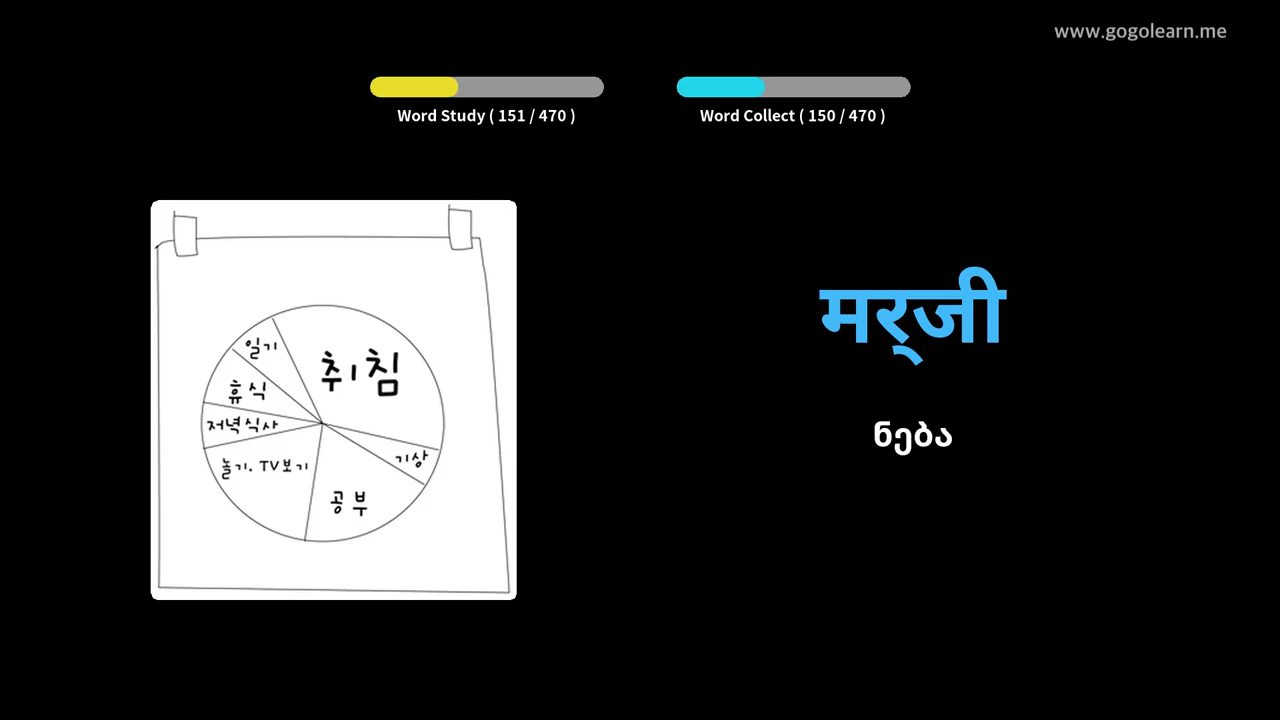 www.gogolearn.me
Word Study ( 151 / 470 )
Word Collect ( 150 / 470 )
일기
취침
휴식
저녁식사
놀기. TV보기
기상
공부
मर्‌जी
ნება